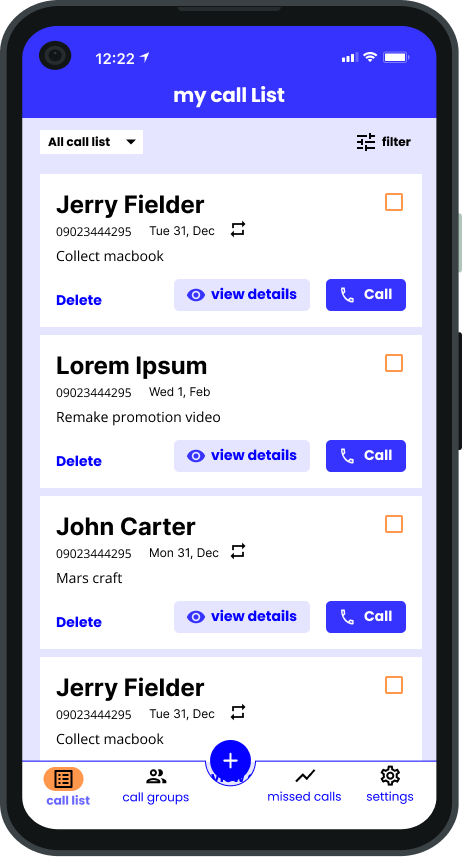 12:22
my call List
All call list
filter
Jerry Fielder
09023444295 Tue 31, Dec
Collect macbook
Delete view details Call
Lorem Ipsum
09023444295 Wed 1, Feb
Remake promotion video
Delete view details Call
John Carter
09023444295 Mon 31, Dec
Mars craft
Delete view details Call
Jerry Fielder
09023444295 Tue 31, Dec
Collect macbook
call list call groups missed calls settings